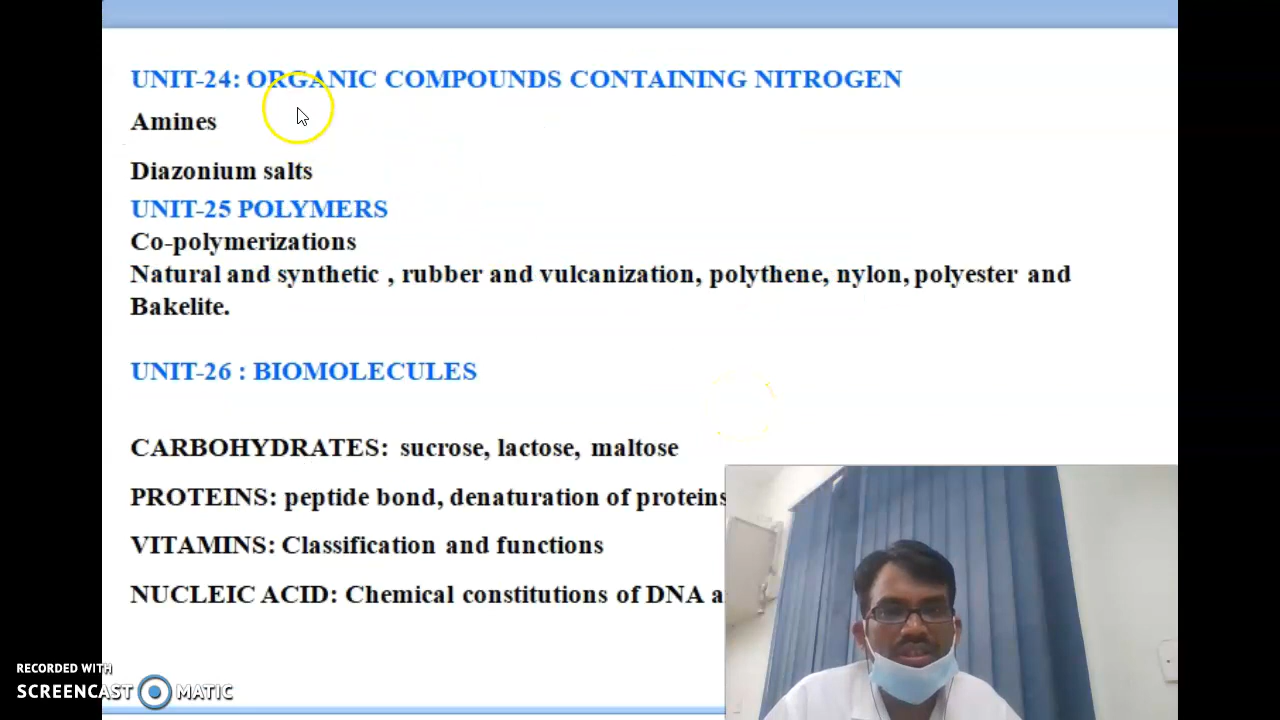 UNIT-24: ORGANIC COMPOUNDS CONTAINING NITROGEN
Amines
Diazonium salts
UNIT-25 POLYMERS
Co-polymerizations
Natural and synthetic , rubber and vulcanization, polythene, nylon, polyester and
Bakelite.
UNIT-26 : BIOMOLECULES
CARBOHYDRATES: sucrose, lactose, maltose
PROTEINS: peptide bond, denaturation of proteins
VITAMINS: Classification and functions
NUCLEIC ACID: Chemical constitutions of DNA a
RECORDED WITH
SCREENCAST MATIC